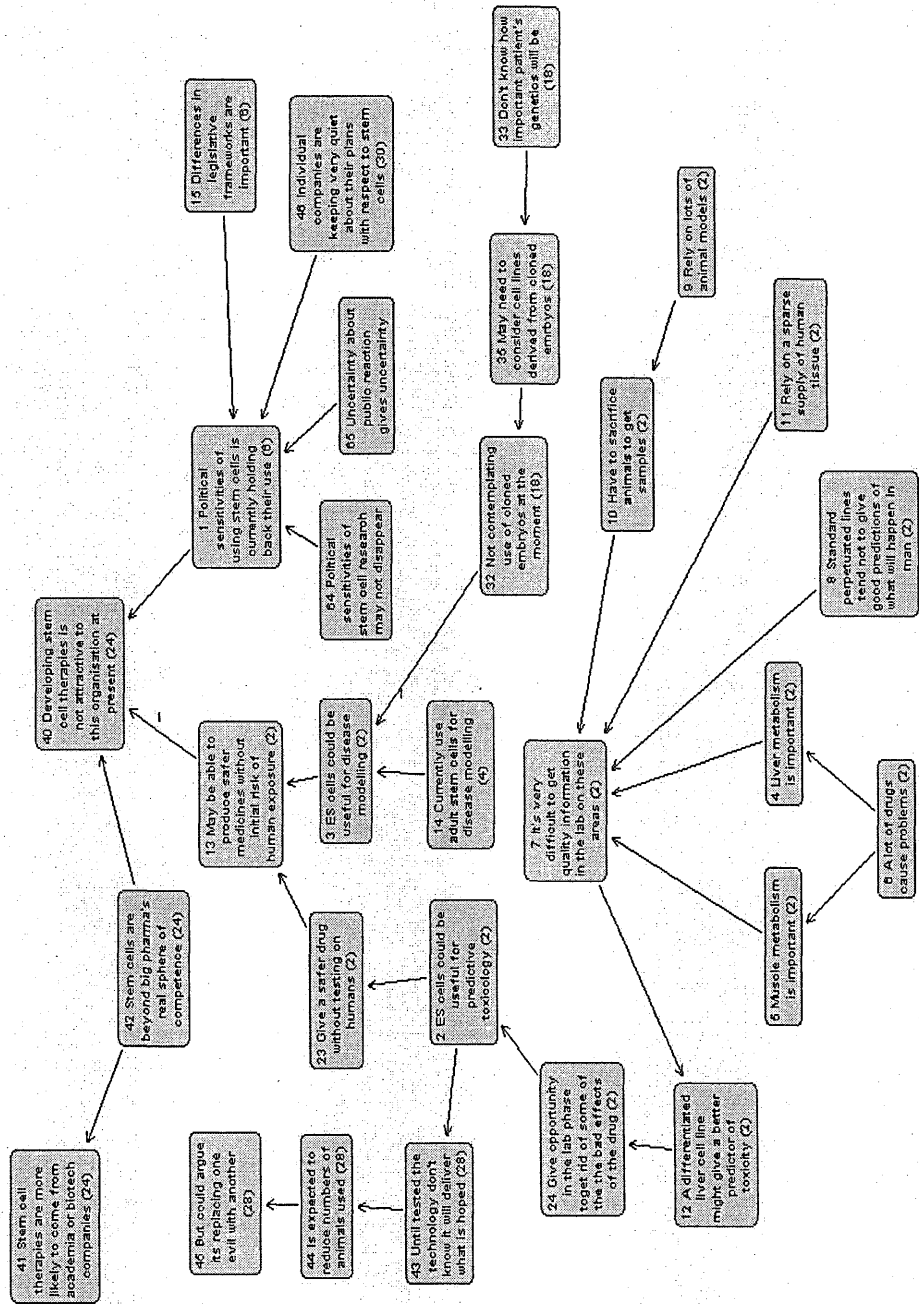 41 Stem cell
therapies are more
likely to come from
academia or biotech
companies (24)
42 Stem cells are
beyond big pharma's
real sphere of
competence (24)
40 Developing stem
cell therapies is
not attractive to
this organisation at
present (24)
45 But could argue
its replacing one
evil with another
(28)
44 Is expected to
reduce numbers of
animals used (28)
43 Until tested the
technology don't
know it will deliver
what is hoped (28)
23 Give a safer drug
without testing on
humans (2)
13 May be able to
produce safer
medicines without
initial risk of
human exposure (2)
1 Political
sensitivities of
using stem cells is
currently holding
back their use (6)
15 Differences in
legislative
frameworks are
important (6)
46 Individual
companies are
keeping very quiet
about their plans
with respect to stem
cells (30)
64 Political
sensitivities of
stem cell research
may not disappear
65 Uncertainty about
public reaction
gives uncertainty
2 ES cells could be
useful for
predictive
toxicology (2)
3 ES cells could be
useful for disease
modelling (2)
14 Currently use
adult stem cells for
disease modelling
(4)
32 Not contemplating
use of cloned
embryos at the
moment (18)
35 May need to
consider cell lines
derived from cloned
embryos (18)
33 Don't know how
important patient's
genetics will be
(18)
24 Give opportunity
in the lab phase
toget rid of some of
the the bad effects
of the drug (2)
12 A differentiated
liver cell line
might give a better
predictor of
toxicity (2)
7 It's very
difficult to get
quality information
in the lab on these
areas (2)
10 Have to sacrifice
animals to get
samples (2)
9 Rely on lots of
animal models (2)
5 Muscle metabolism
is important (2)
4 Liver metabolism
is important (2)
8 Standard
perpetuated lines
tend not to give
good predictions of
what will happen in
man (2)
11 Rely on a sparse
supply of human
tissue (2)
6 A lot of drugs
cause problems (2)